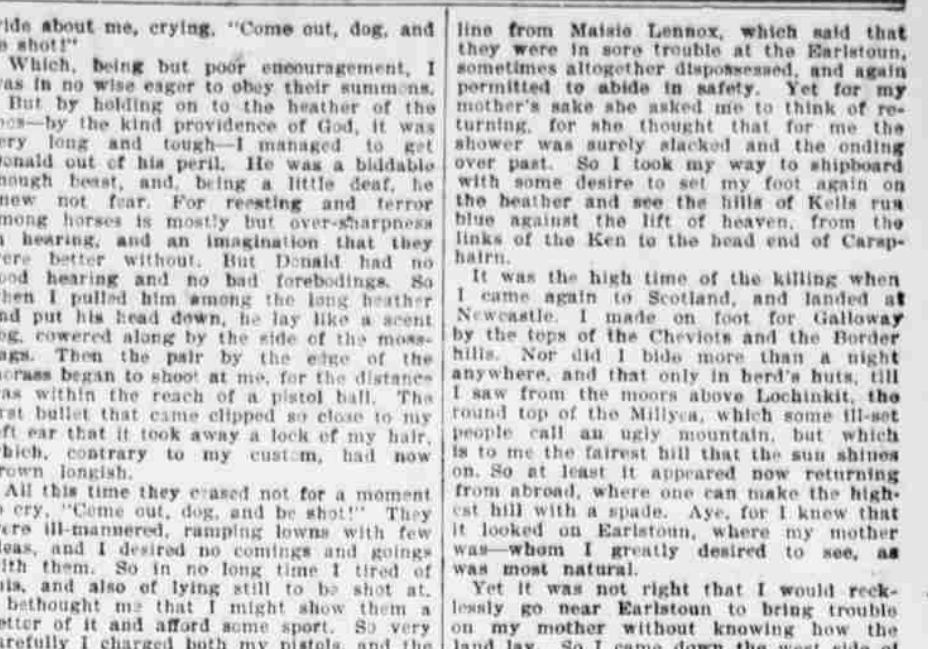 ride about me, crying, "Come out, dog, and
be shot!"
Which, being but poor encouragement, I
was in no wise eager to obey their summons.
But by holding on to the heather of the
by the kind providence of God, it was
very long and tough—I managed to get
Donald out of his peril. He was a biddable
enough beast, and, being a little deaf, he
knew not fear. For reesting and terror
among horses is mostly but over-sharpness
hearing, and an imagination that they
were better without. But Donald had no
good hearing and no bad forebodings. So
when I pulled him among the long heather
and put his head down, he lay like a scent
dog, cowered along by the side of the moss-
hags. Then the pair by the edge of the
morass began to shoot at me, for the distance
was within the reach of a pistol ball. The
first bullet that came clipped so close to my
left ear that it took away a lock of my hair,
which, contrary to my custom, had now
grown longish.
All this time they ceased not for a moment
to cry, "Come out, dog, and be shot!" They
were ill-mannered, ramping lowns with few
ideas, and I desired no comings and goings
with them. So in no long time I tired of
this, and also of lying still to be shot at.
I bethought me that I might show them a
better of it and afford some sport. So very
carefully I charged both my pistols, and the
line from Maisie Lennox, which said that
they were in sore trouble at the Earlstoun,
sometimes altogether dispossessed, and again
permitted to abide in safety. Yet for my
mother's sake she asked me to think of re-
turning, for she thought that for me the
shower was surely slacked and the onding
over past. So I took my way to shipboard
with some desire to set my foot again on
the heather and see the hills of Kells run
blue against the lift of heaven, from the
links of the Ken to the head end of Carsp-
hairn.
It was the high time of the killing when
I came again to Scotland, and landed at
Newcastle. I made on foot for Galloway
by the tops of the Cheviots and the Border
hills. Nor did I bide more than a night
anywhere, and that only in herd's huts, till
I saw from the moors above Lochinkit, the
round top of the Millyea, which some ill-set
people call an ugly mountain, but which
is to me the fairest hill that the sun shines
on. So at least it appeared now returning
from abroad, where one can make the high-
est hill with a spade. Aye, for I knew that
it looked on Earlstoun, where my mother
was—whom I greatly desired to see, as
was most natural.
Yet it was not right that I would reck-
lessly go near Earlstoun to bring trouble
on my mother without knowing how the
land lay. So I came down the west side of